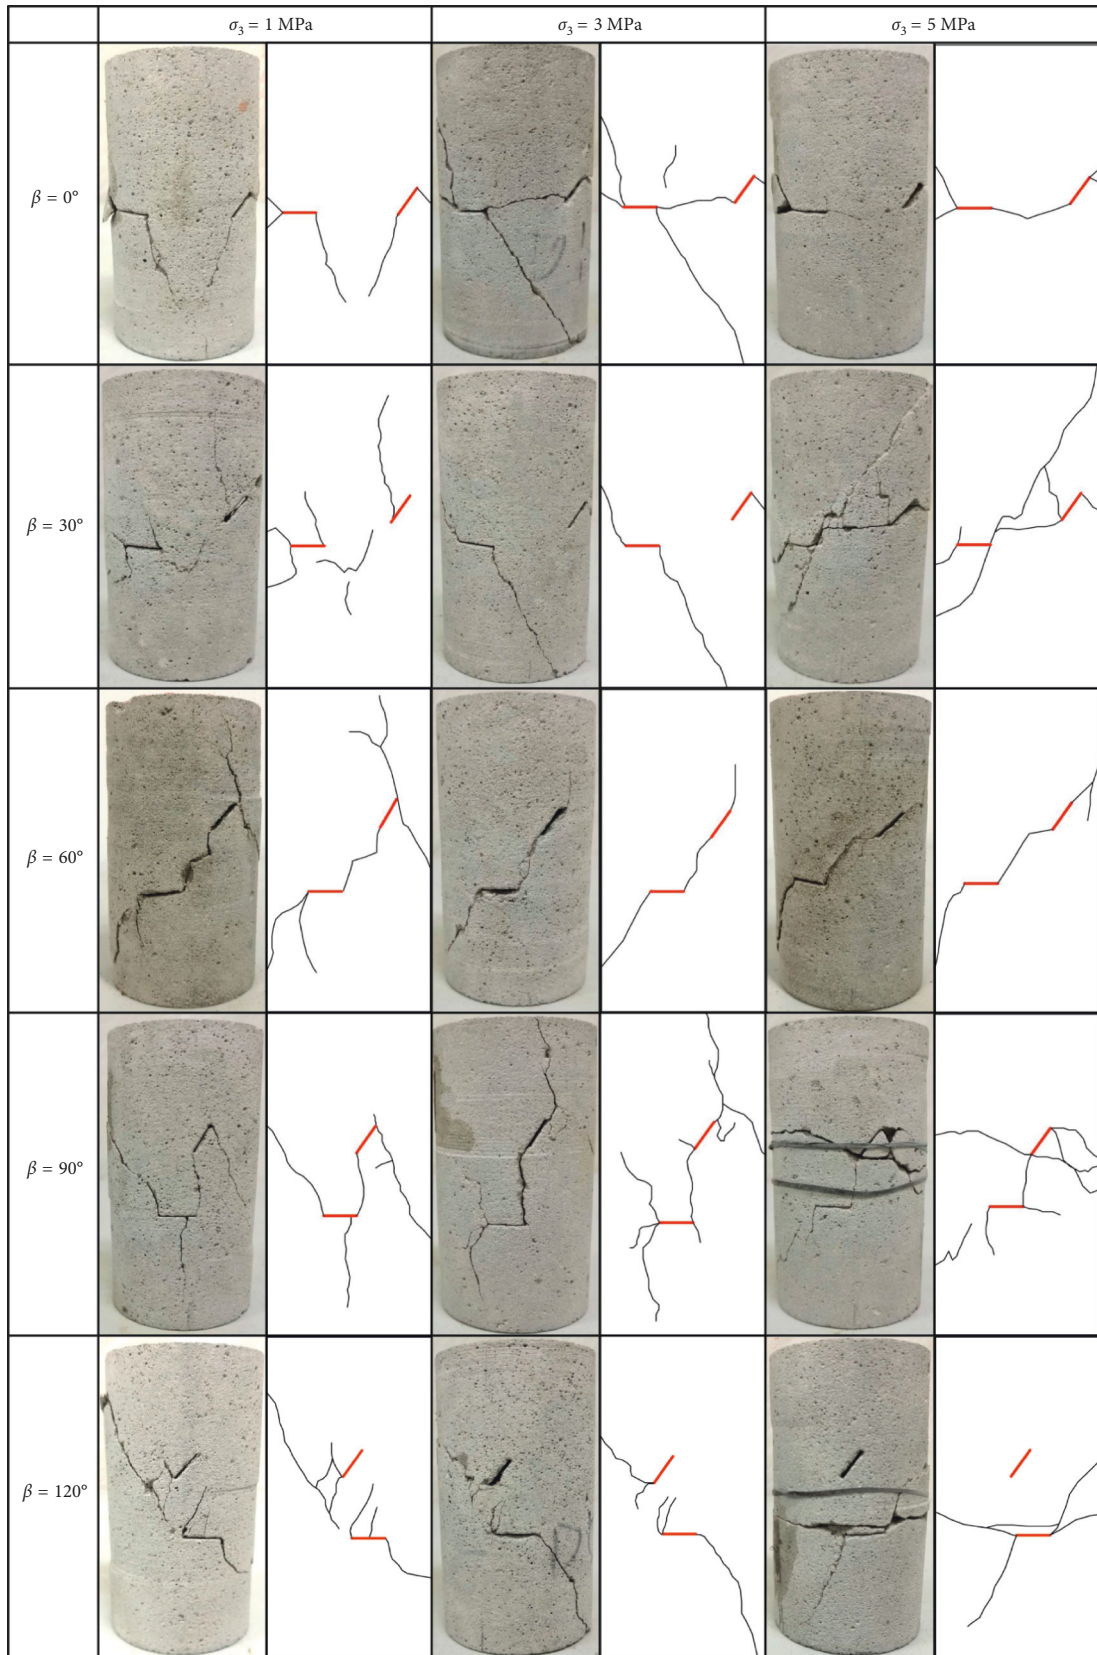 σ₃ = 1 MPa
σ₃ = 3 MPa
σ₃ = 5 MPa
β = 0°
β = 30°
β = 60°
β = 90°
β = 120°